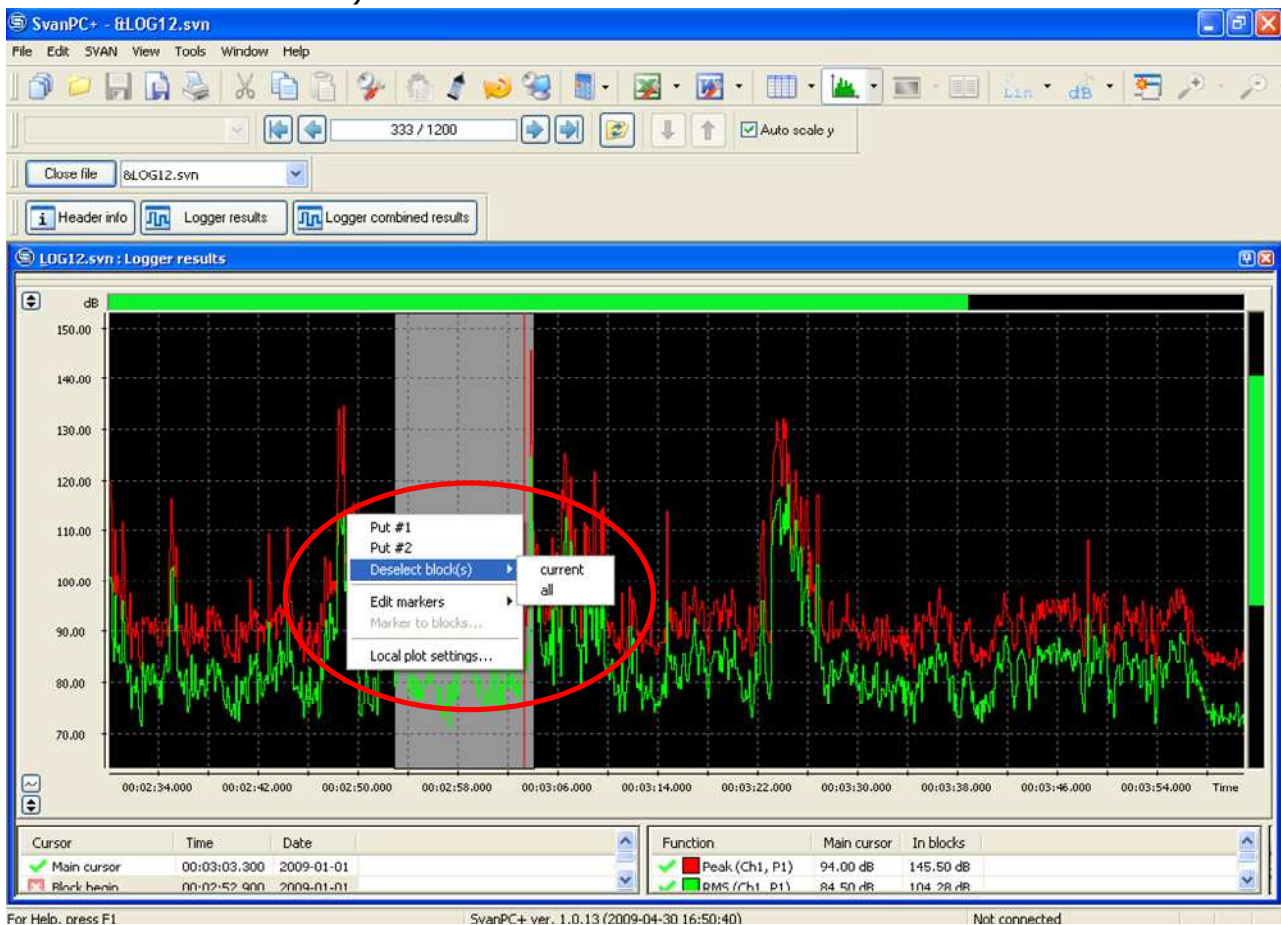 SvanPC+ - &LOG12.svn
File Edit SVAN View Tools Window Help
Lin dB
333 / 1200 Auto scale y
Close file &LOG12.svn
i Header info Logger results Logger combined results
LOG12.svn : Logger results
dB
150.00
140.00
130.00
120.00
110.00
100.00
90.00
80.00
70.00
Put #1
Put #2
Deselect block(s)
current
all
Edit markers
Marker to blocks...
Local plot settings...
00:02:34.000 00:02:42.000 00:02:50.000 00:02:58.000 00:03:06.000 00:03:14.000 00:03:22.000 00:03:30.000 00:03:38.000 00:03:46.000 00:03:54.000 Time
Cursor Time Date
Main cursor 00:03:03.300 2009-01-01
Block begin 00:02:52.900 2009-01-01
Function Main cursor In blocks
Peak (Ch1, P1) 94.00 dB 145.50 dB
RMS (Ch1, P1) 84.50 dB 104.28 dB
For Help, press F1 SvanPC+ ver. 1.0.13 (2009-04-30 16:50:40) Not connected